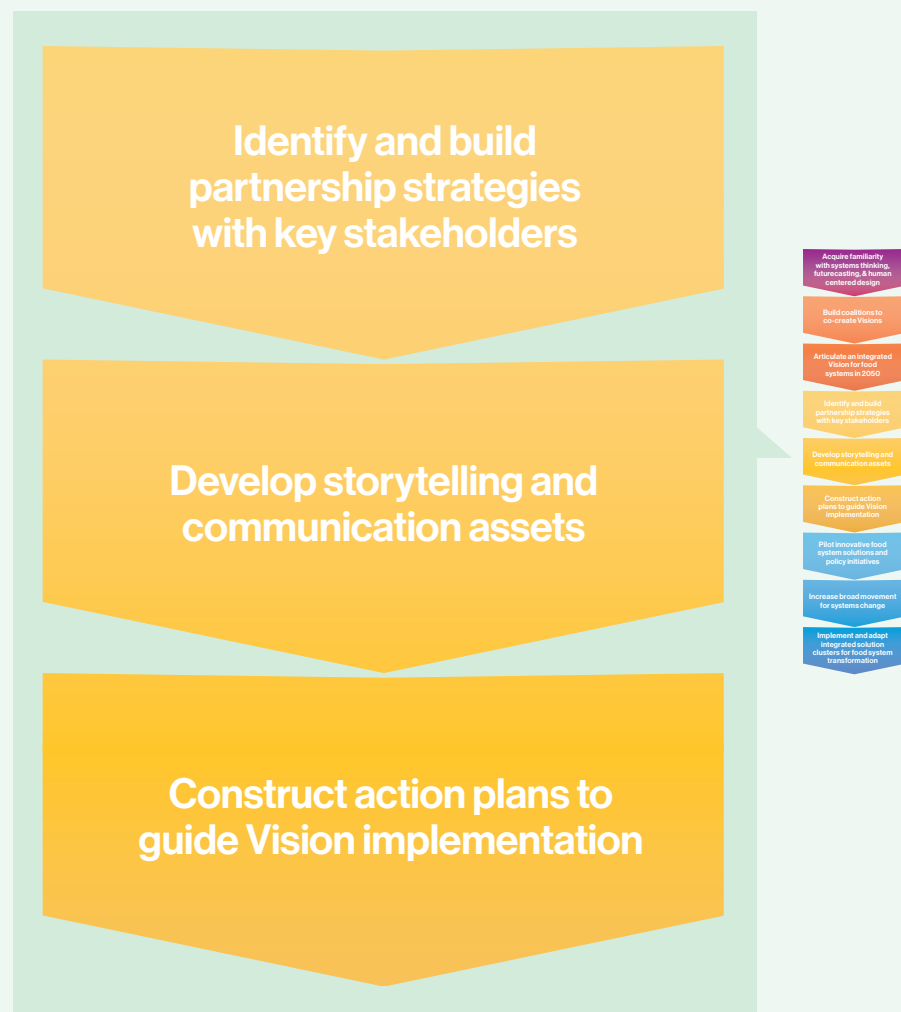 Identify and build
partnership strategies
with key stakeholders
Develop storytelling and
communication assets
Construct action plans to
guide Vision implementation
Acquire familiarity
with systems thinking,
futurecasting, & human
centered design
Build coalitions to
co-create Visions
Articulate an integrated
Vision for food
systems in 2050
Identify and build
partnership strategies
with key stakeholders
Develop storytelling and
communication assets
Construct action
plans to guide Vision
implementation
Pilot innovative food
system solutions and
policy initiatives
Increase broad movement
for systems change
Implement and adapt
integrated solution
clusters for food system
transformation